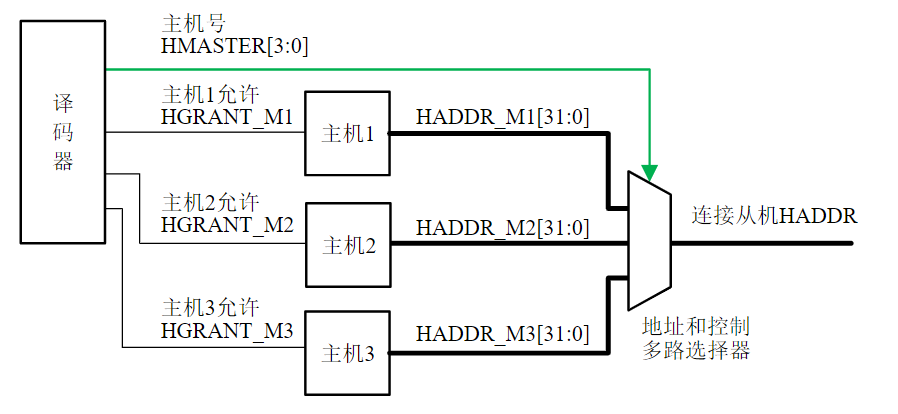 译
码
器
主机号
HMASTER[3:0]
主机1允许
HGRANT_M1
主机1
HADDR_M1[31:0]
主机2允许
HGRANT_M2
主机2
HADDR_M2[31:0]
连接从机HADDR
主机3允许
HGRANT_M3
主机3
HADDR_M3[31:0]
地址和控制
多路选择器